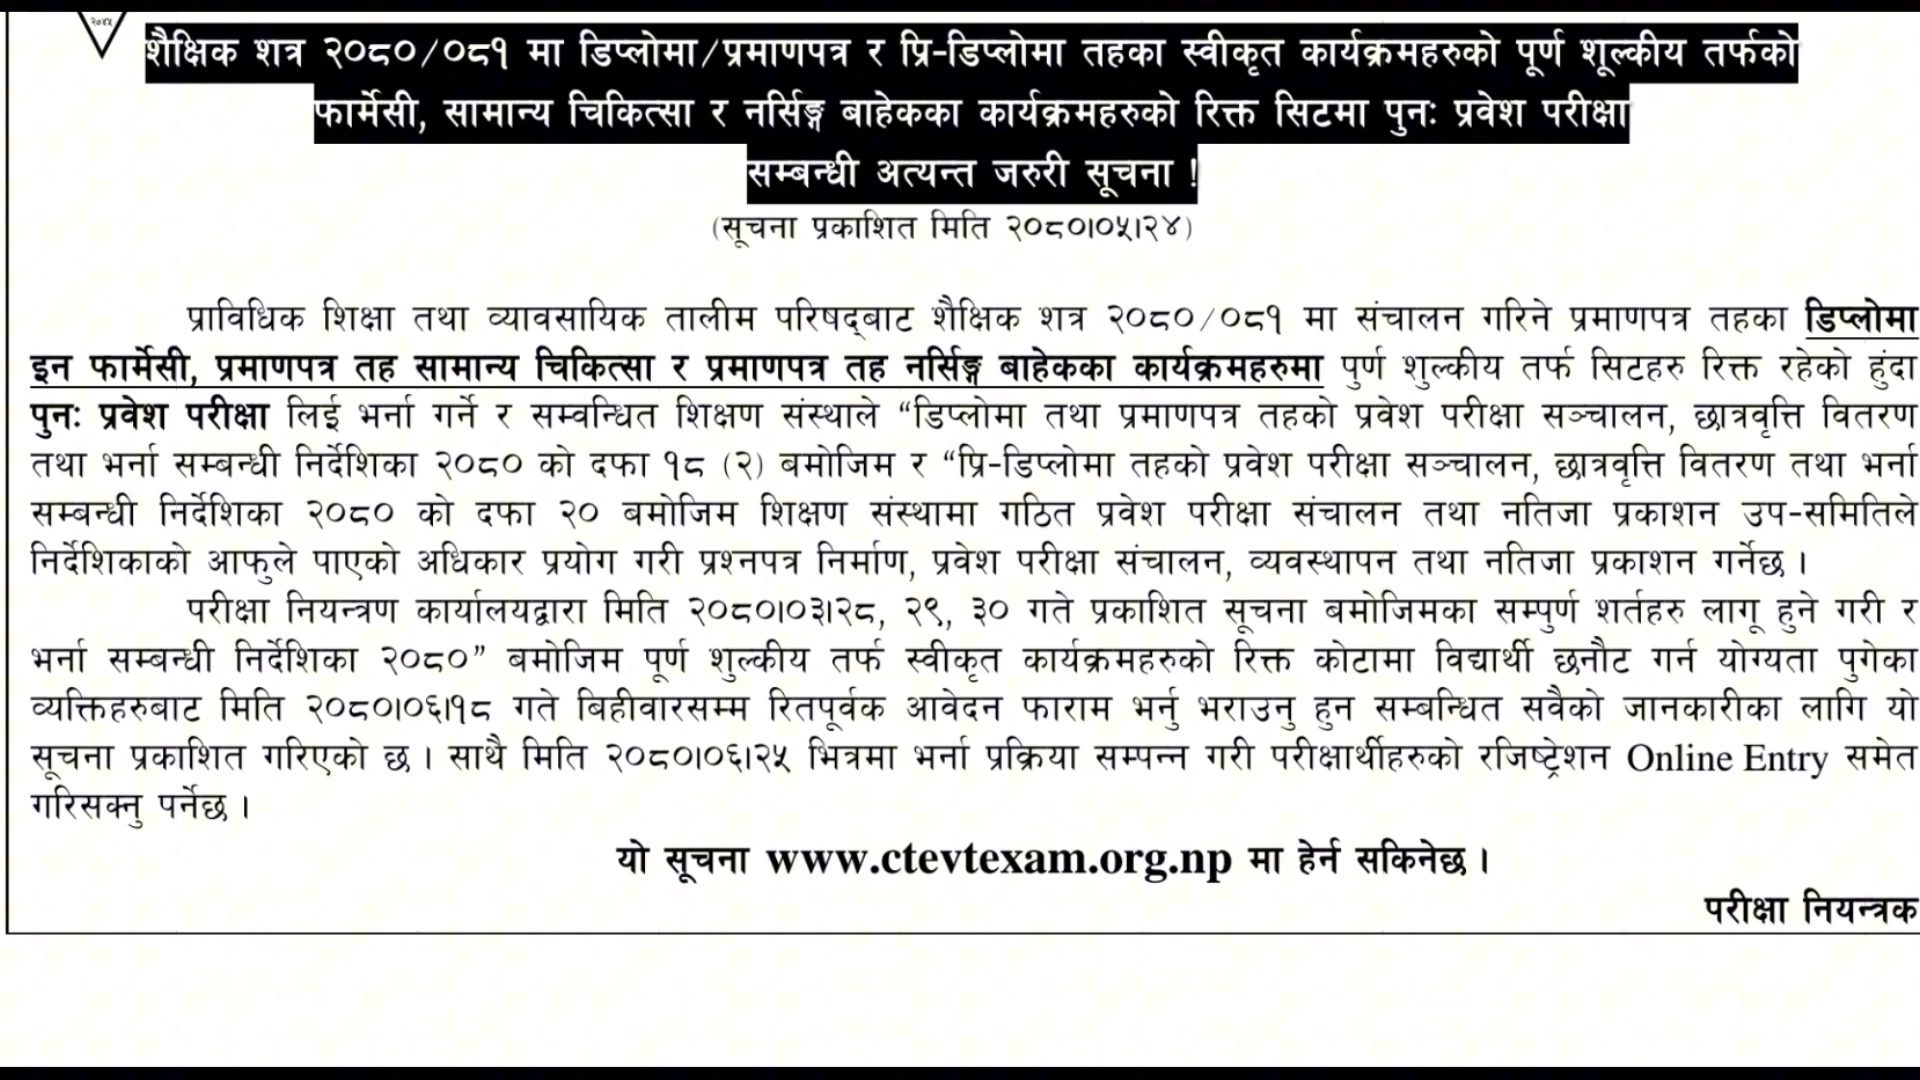 २०४५
शैक्षिक शत्र २०८०/०८१ मा डिप्लोमा/प्रमाणपत्र र प्रि-डिप्लोमा तहका स्वीकृत कार्यक्रमहरुको पूर्ण शूल्कीय तर्फको
फार्मेसी, सामान्य चिकित्सा र नर्सिङ्ग बाहेकका कार्यक्रमहरुको रिक्त सिटमा पुनः प्रवेश परीक्षा
सम्बन्धी अत्यन्त जरुरी सूचना !
(सूचना प्रकाशित मिति २०८०।०५।२४)
प्राविधिक शिक्षा तथा व्यावसायिक तालीम परिषद्बाट शैक्षिक शत्र २०८०/०८१ मा संचालन गरिने प्रमाणपत्र तहका डिप्लोमा
इन फार्मेसी, प्रमाणपत्र तह सामान्य चिकित्सा र प्रमाणपत्र तह नर्सिङ्ग बाहेकका कार्यक्रमहरुमा पुर्ण शुल्कीय तर्फ सिटहरु रिक्त रहेको हुंदा
पुनः प्रवेश परीक्षा लिई भर्ना गर्ने र सम्वन्धित शिक्षण संस्थाले “डिप्लोमा तथा प्रमाणपत्र तहको प्रवेश परीक्षा सञ्चालन, छात्रवृत्ति वितरण
तथा भर्ना सम्बन्धी निर्देशिका २०८० को दफा १८ (२) बमोजिम र “प्रि-डिप्लोमा तहको प्रवेश परीक्षा सञ्चालन, छात्रवृत्ति वितरण तथा भर्ना
सम्बन्धी निर्देशिका २०८० को दफा २० बमोजिम शिक्षण संस्थामा गठित प्रवेश परीक्षा संचालन तथा नतिजा प्रकाशन उप-समितिले
निर्देशिकाको आफुले पाएको अधिकार प्रयोग गरी प्रश्नपत्र निर्माण, प्रवेश परीक्षा संचालन, व्यवस्थापन तथा नतिजा प्रकाशन गर्नेछ ।
परीक्षा नियन्त्रण कार्यालयद्वारा मिति २०८०।०३।२८, २९, ३० गते प्रकाशित सूचना बमोजिमका सम्पुर्ण शर्तहरु लागू हुने गरी र
भर्ना सम्बन्धी निर्देशिका २०८०” बमोजिम पूर्ण शुल्कीय तर्फ स्वीकृत कार्यक्रमहरुको रिक्त कोटामा विद्यार्थी छनौट गर्न योग्यता पुगेका
व्यक्तिहरुबाट मिति २०८०।०६।१८ गते बिहीवारसम्म रितपूर्वक आवेदन फाराम भर्नु भराउनु हुन सम्बन्धित सवैको जानकारीका लागि यो
सूचना प्रकाशित गरिएको छ । साथै मिति २०८०।०६।२५ भित्रमा भर्ना प्रक्रिया सम्पन्न गरी परीक्षार्थीहरुको रजिष्ट्रेशन Online Entry समेत
गरिसक्नु पर्नेछ ।
यो सूचना www.ctevtexam.org.np मा हेर्न सकिनेछ ।
परीक्षा नियन्त्रक